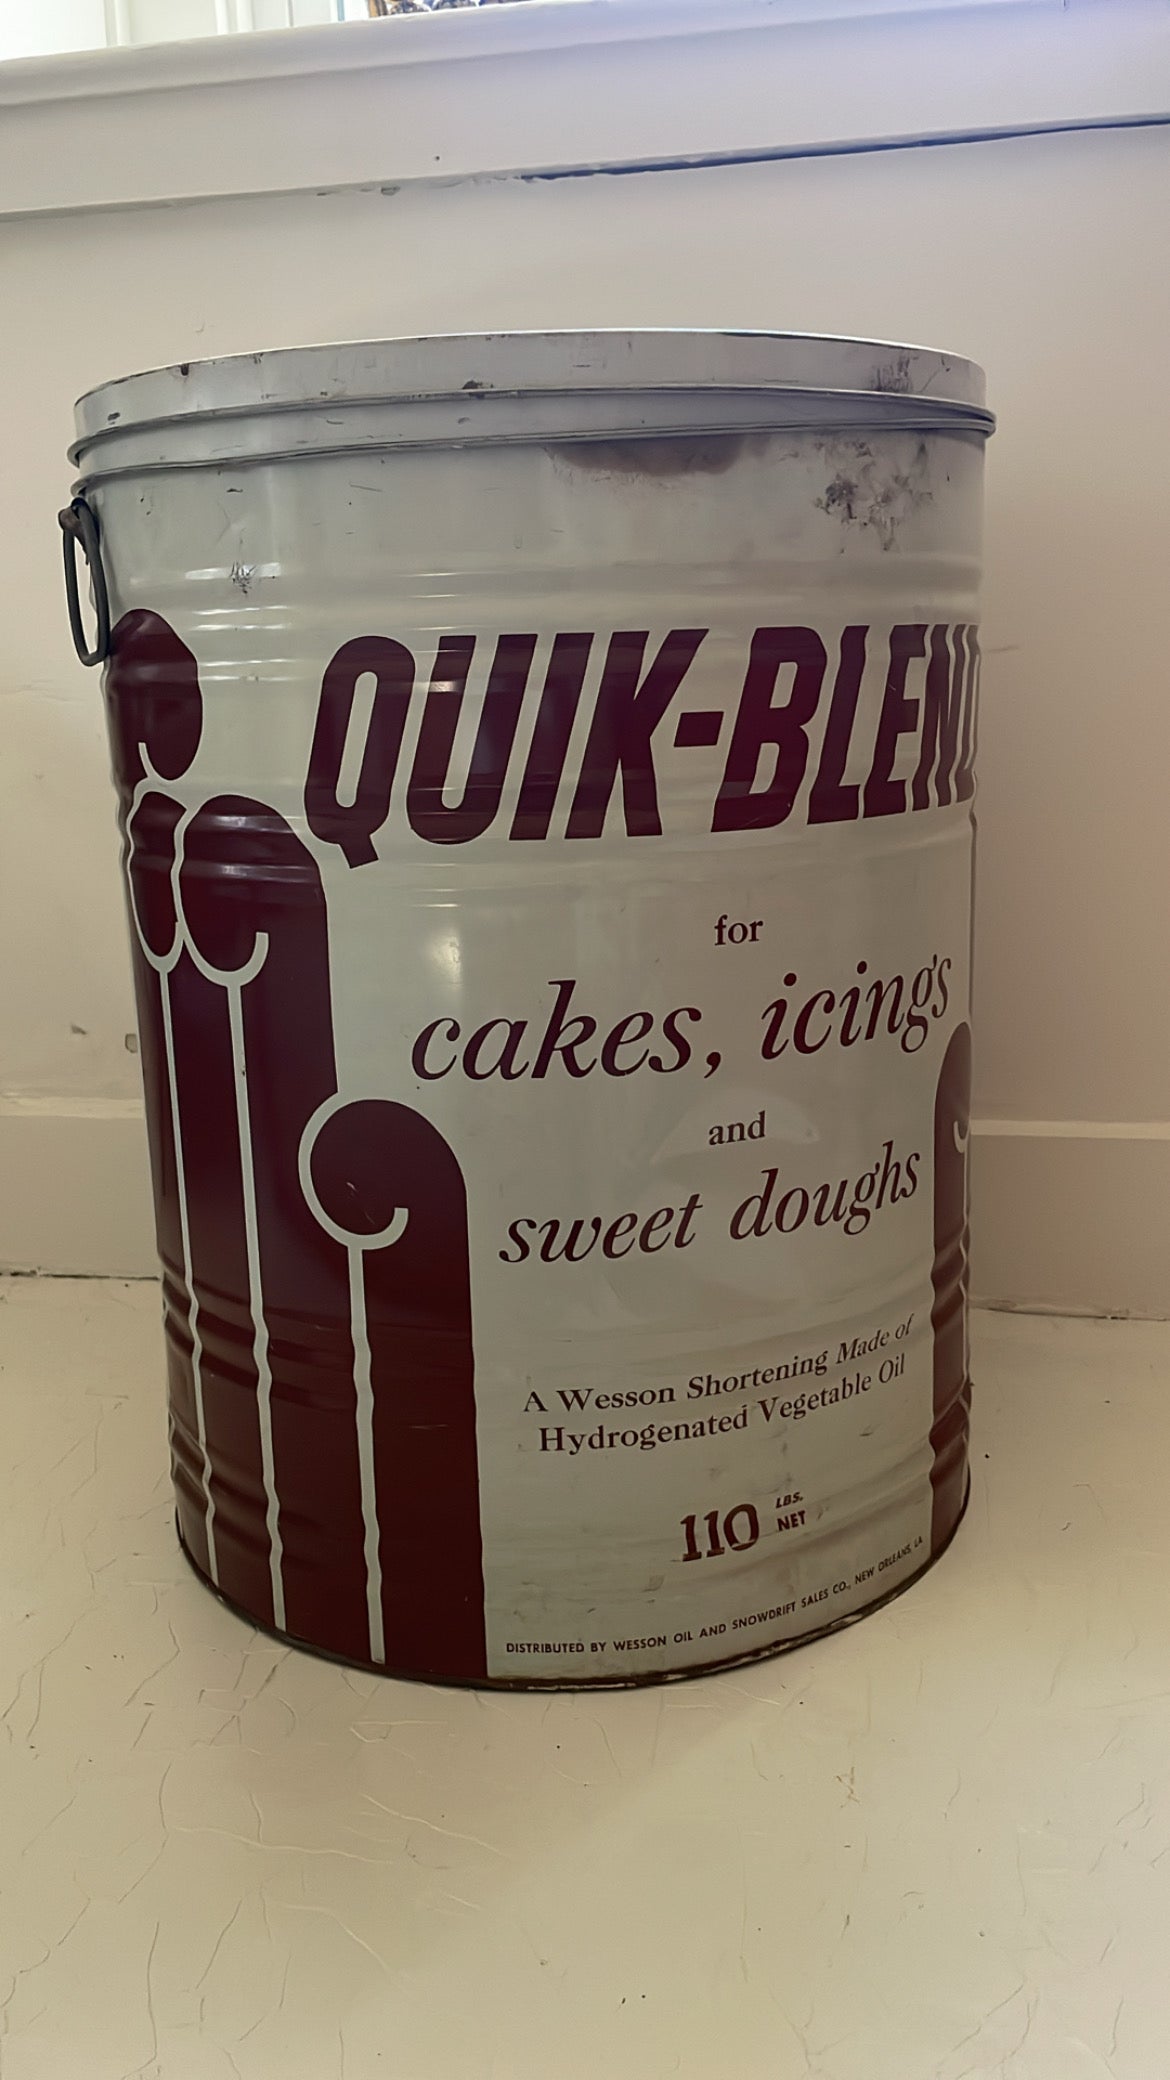 QUIK-BLEND
for
cakes, icings
and
sweet doughs
A Wesson Shortening Made of
Hydrogenated Vegetable Oil
110 LBS. NET
DISTRIBUTED BY WESSON OIL AND SNOWDRIFT SALES CO., NEW ORLEANS, LA